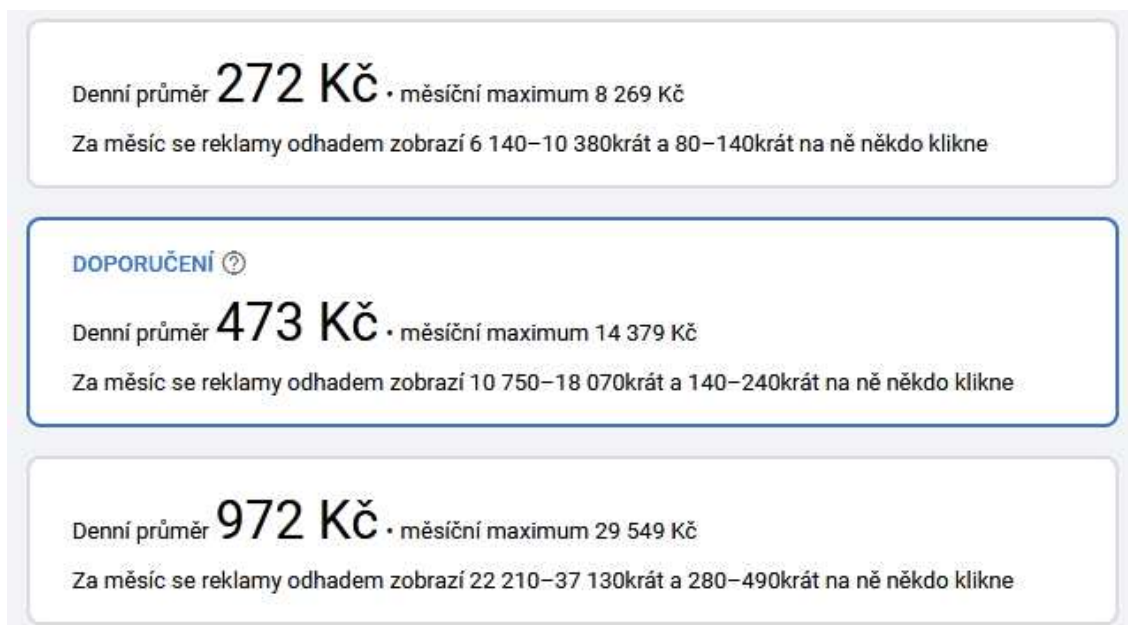 Denní průměr 272 Kč · měsíční maximum 8 269 Kč
Za měsíc se reklamy odhadem zobrazí 6 140–10 380krát a 80–140krát na ně někdo klikne
DOPORUČENÍ ?
Denní průměr 473 Kč · měsíční maximum 14 379 Kč
Za měsíc se reklamy odhadem zobrazí 10 750–18 070krát a 140–240krát na ně někdo klikne
Denní průměr 972 Kč · měsíční maximum 29 549 Kč
Za měsíc se reklamy odhadem zobrazí 22 210–37 130krát a 280–490krát na ně někdo klikne